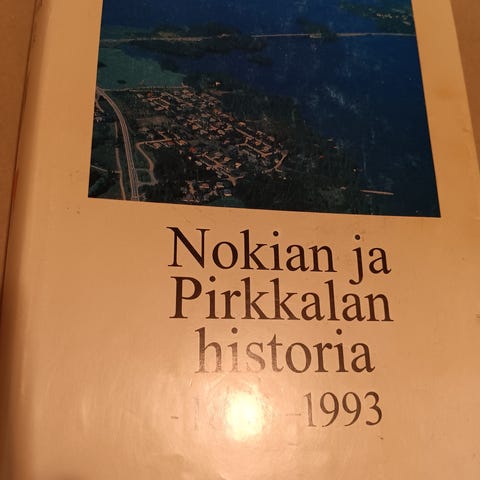 Nokian ja
Pirkkalan
historia
–1993